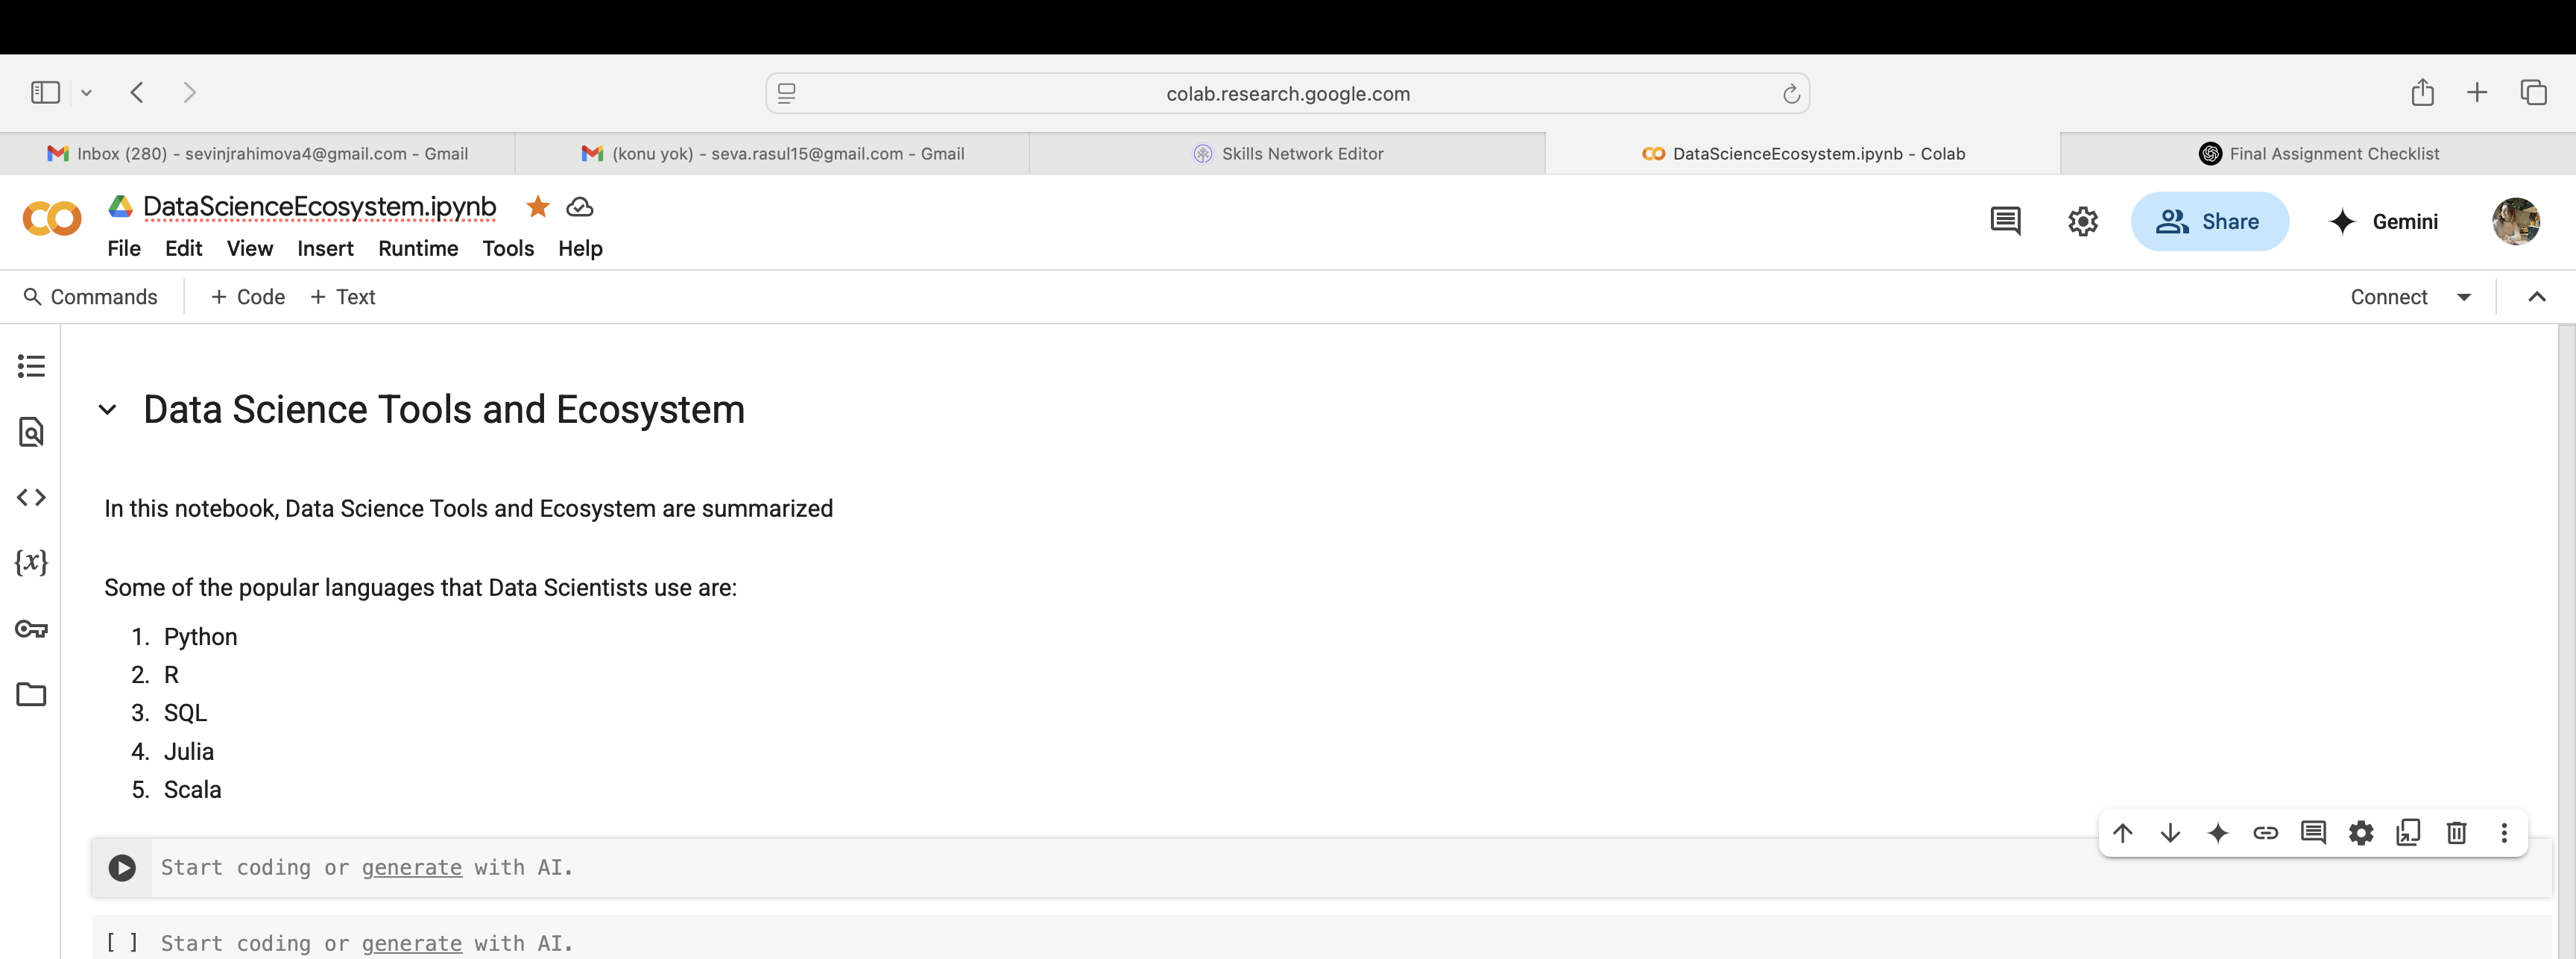 colab.research.google.com
Inbox (280) - sevinjrahimova4@gmail.com - Gmail
(konu yok) - seva.rasul15@gmail.com - Gmail
Skills Network Editor
DataScienceEcosystem.ipynb - Colab
Final Assignment Checklist
DataScienceEcosystem.ipynb
File Edit View Insert Runtime Tools Help
Share
Gemini
Commands + Code + Text
Connect
Data Science Tools and Ecosystem
In this notebook, Data Science Tools and Ecosystem are summarized
Some of the popular languages that Data Scientists use are:
1. Python
2. R
3. SQL
4. Julia
5. Scala
Start coding or generate with AI.
[ ] Start coding or generate with AI.